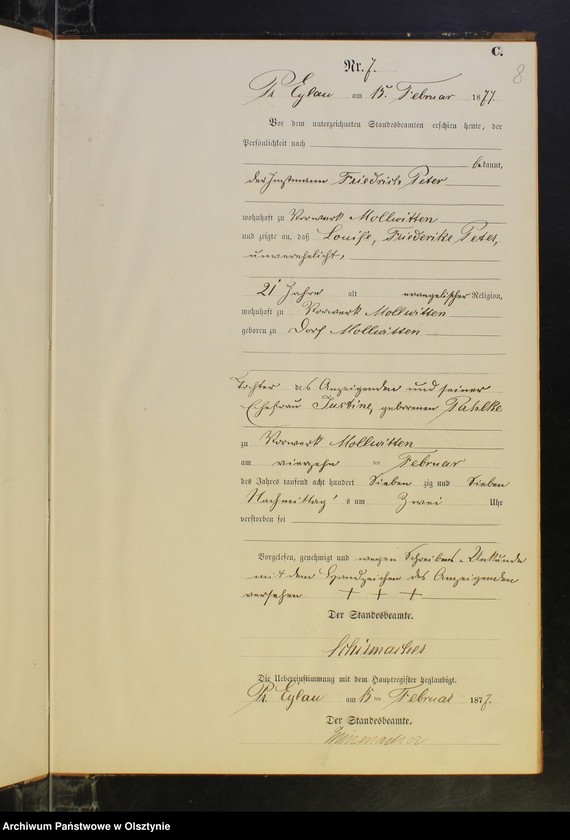 C.
8
Nr. 7.
Pr. Eylau am 15. Februar 1877.
Vor dem unterzeichneten Standesbeamten erschien heute, der
Persönlichkeit nach
bekannt,
der Instmann Friedrich Peter
wohnhaft zu Vorwerk Mollwitten
und zeigte an, daß Louise, Friederike Peter,
unverehelicht,
21 Jahre alt evangelischer Religion,
wohnhaft zu Vorwerk Mollwitten
geboren zu Dorf Mollwitten
Tochter des Anzeigenden und seiner
Ehefrau Justine, geborenen Pahlke
zu Vorwerk Mollwitten
am vierzehn ten Februar
des Jahres tausend acht hundert Sieben zig und Sieben
Nachmittag's um Zwei Uhr
verstorben sei
Vorgelesen, genehmigt und wegen Schreibens-Unkunde
mit dem Handzeichen des Anzeigenden
versehen + + +
Der Standesbeamte.
Schirmacher
Die Uebereinstimmung mit dem Hauptregister beglaubigt.
Pr. Eylau am 15 ten Februar 1877.
Der Standesbeamte.
Schirmacher
Archiwum Państwowe w Olsztynie